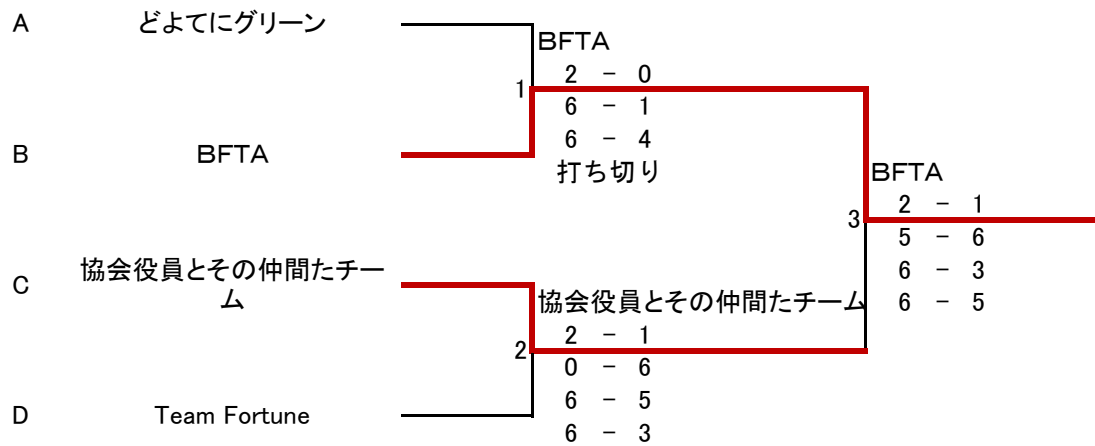 A どよてにグリーン
BFTA
2 － 0
1
6 － 1
6 － 4
B BFTA
打ち切り
BFTA
2 － 1
3
5 － 6
6 － 3
6 － 5
C 協会役員とその仲間たチー
ム
協会役員とその仲間たチーム
2 － 1
2
0 － 6
6 － 5
6 － 3
D Team Fortune